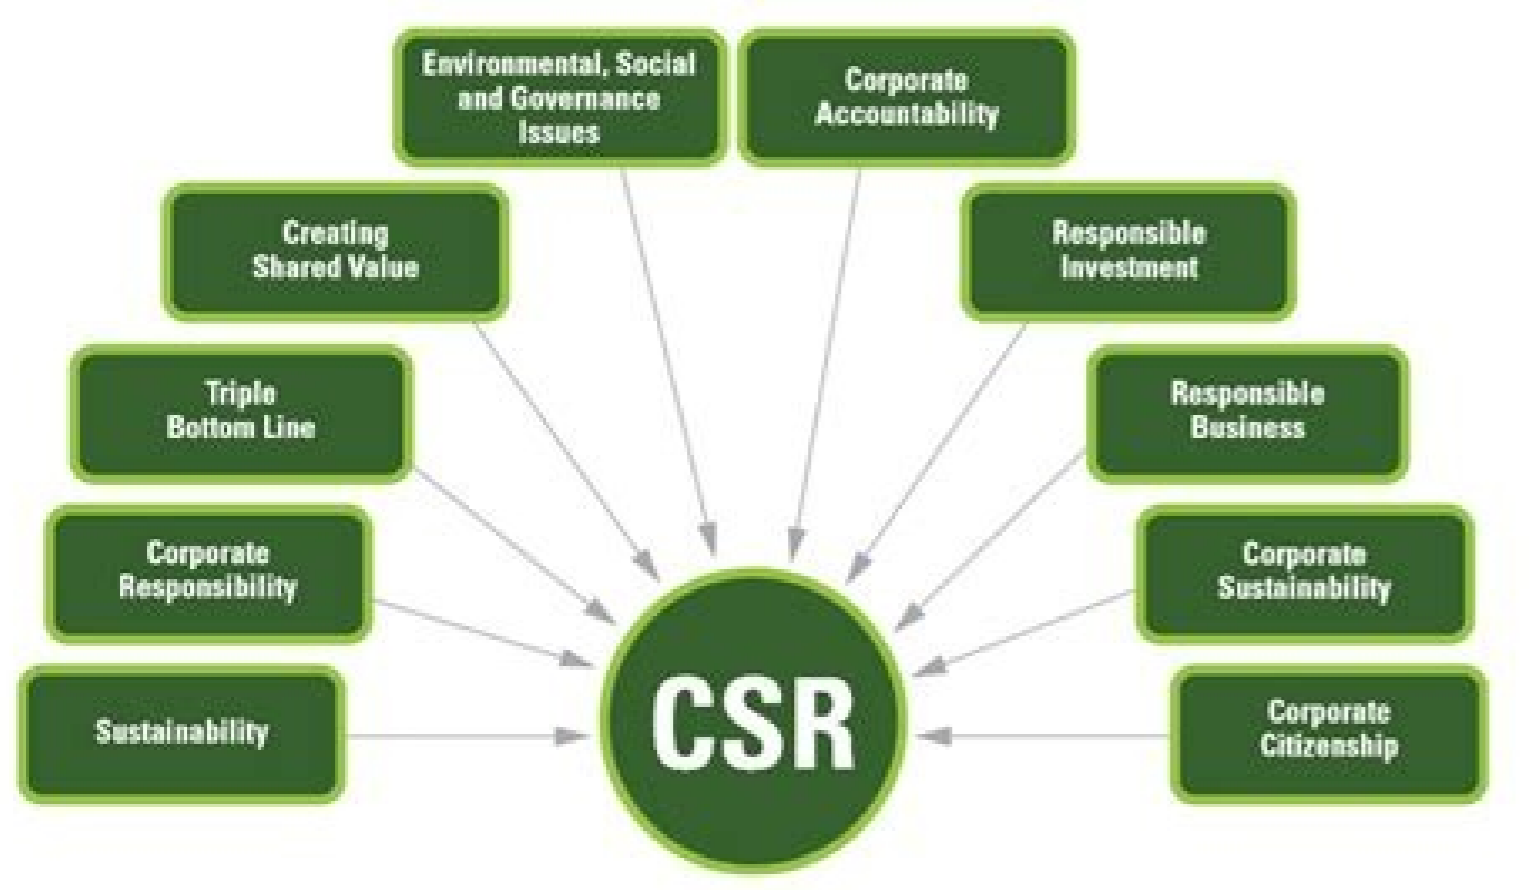 Environmental, Social
and Governance
Issues
Corporate
Accountability
Creating
Shared Value
Responsible
Investment
Triple
Bottom Line
Responsible
Business
Corporate
Responsibility
Corporate
Sustainability
Sustainability
CSR
Corporate
Citizenship